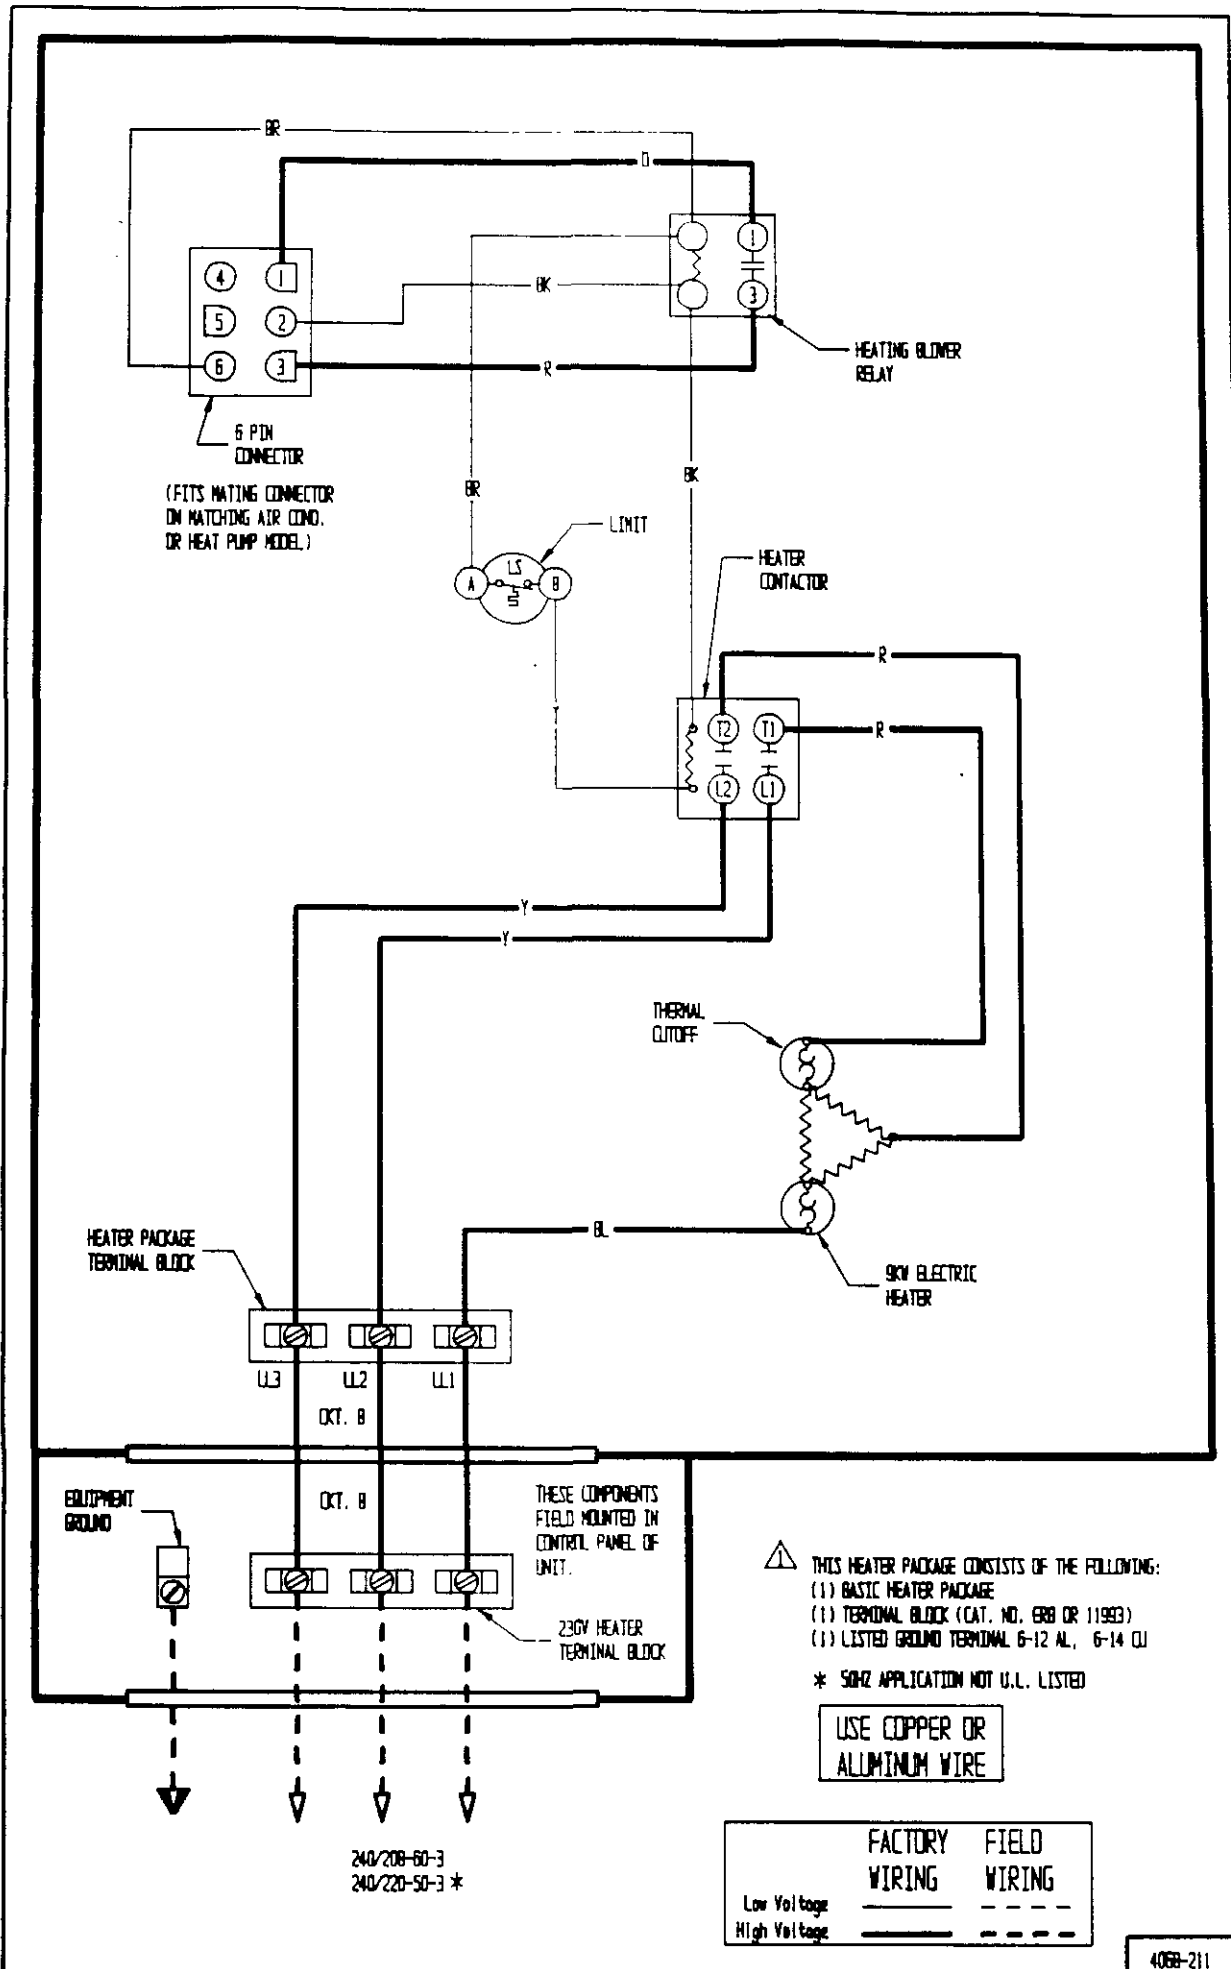 BR
O
4 1
5 2
6 3
BK
R
1
3
HEATING BLOWER
RELAY
6 PIN
CONNECTOR
(FITS MATING CONNECTOR
ON MATCHING AIR COND.
OR HEAT PUMP MODEL)
BR
BK
LIMIT
LS
A B
HEATER
CONTACTOR
R
T2 T1
R
L2 L1
Y
Y
Y
THERMAL
CUTOFF
BL
9KW ELECTRIC
HEATER
HEATER PACKAGE
TERMINAL BLOCK
LL3 LL2 LL1
CKT. B
CKT. B
EQUIPMENT
GROUND
THESE COMPONENTS
FIELD MOUNTED IN
CONTROL PANEL OF
UNIT.
230V HEATER
TERMINAL BLOCK
1 THIS HEATER PACKAGE CONSISTS OF THE FOLLOWING:
(1) BASIC HEATER PACKAGE
(1) TERMINAL BLOCK (CAT. NO. OR 11993)
(1) LISTED GROUND TERMINAL 6-12 AL, 6-14 CU
* 50HZ APPLICATION NOT U.L. LISTED
USE COPPER OR
ALUMINUM WIRE
240/208-60-3
240/220-50-3 *
FACTORY FIELD
WIRING WIRING
Low Voltage
High Voltage
4068-211